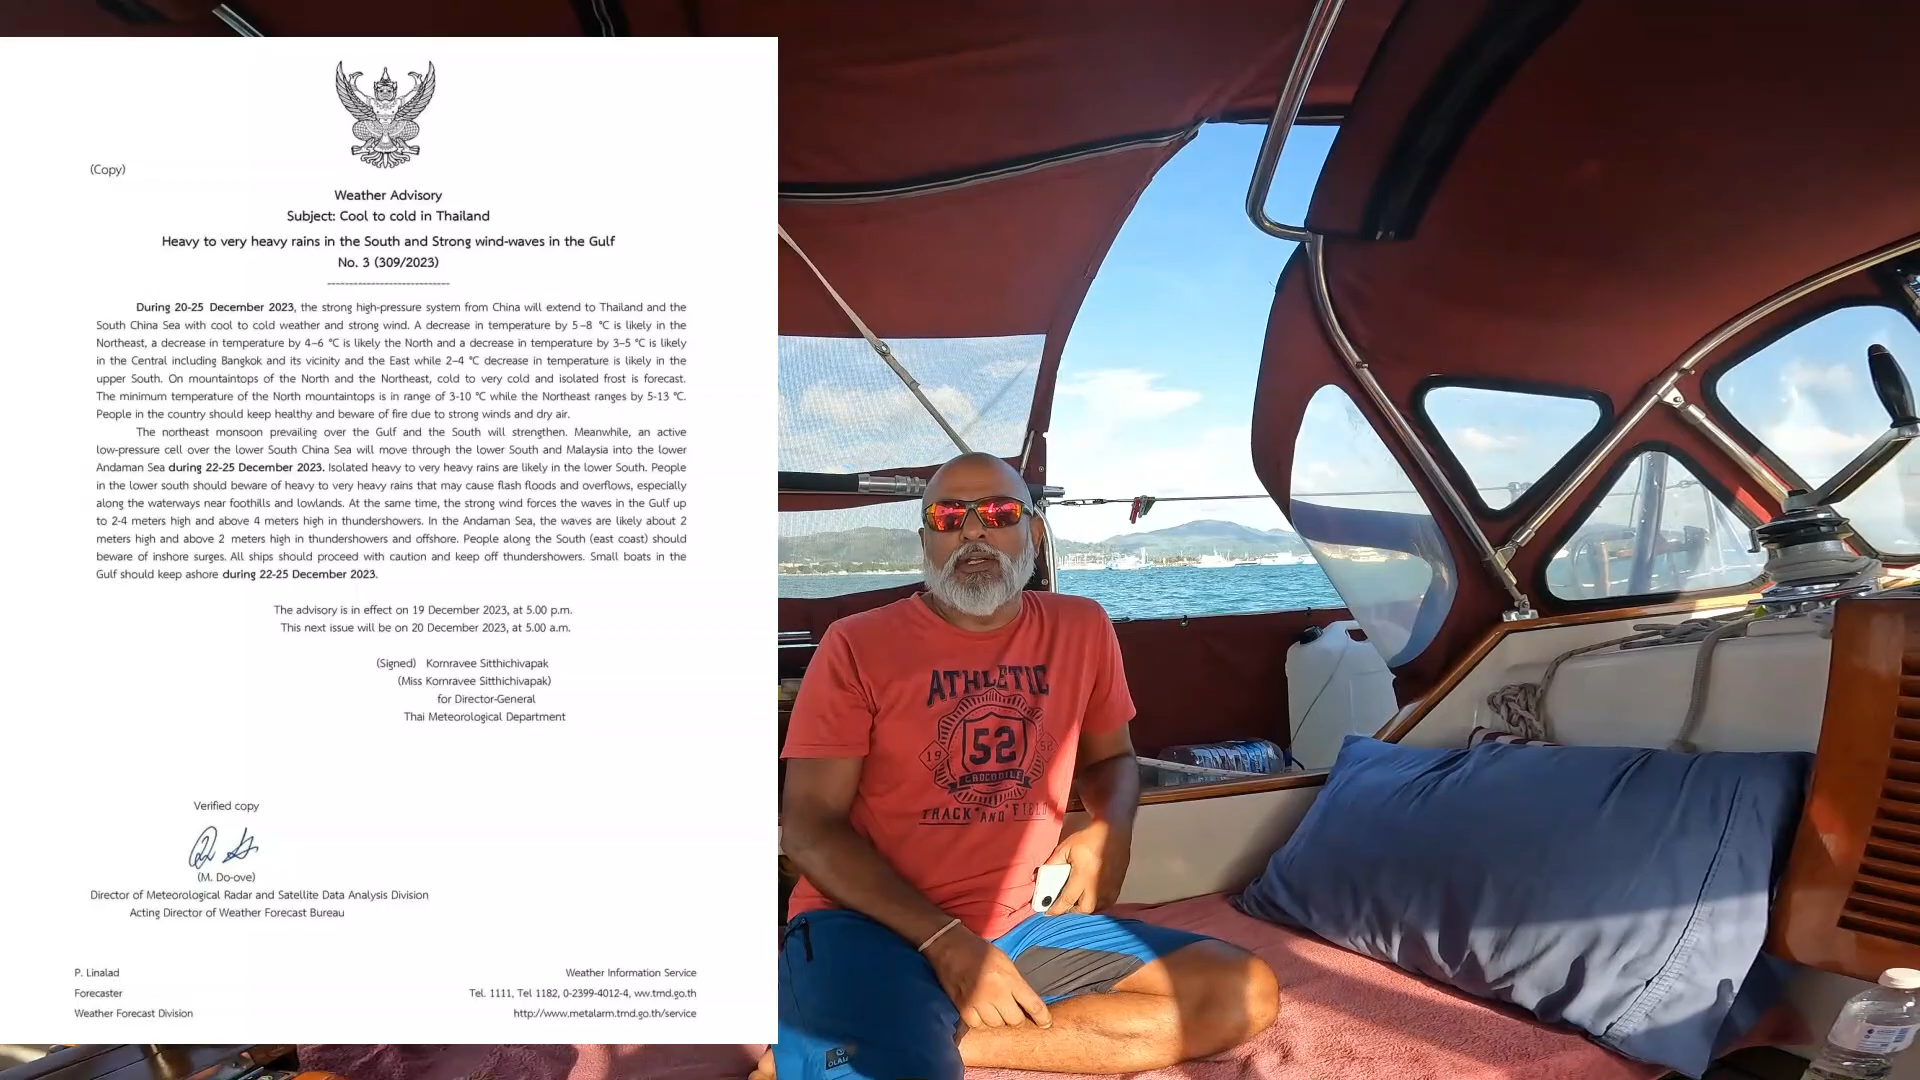 (Copy)
Weather Advisory
Subject: Cool to cold in Thailand
Heavy to very heavy rains in the South and Strong wind-waves in the Gulf
No. 3 (309/2023)
----------------------------
During 20-25 December 2023, the strong high-pressure system from China will extend to Thailand and the
South China Sea with cool to cold weather and strong wind. A decrease in temperature by 5-8 °C is likely in the
Northeast, a decrease in temperature by 4-6 °C is likely the North and a decrease in temperature by 3-5 °C is likely
in the Central including Bangkok and its vicinity and the East while 2-4 °C decrease in temperature is likely in the
upper South. On mountaintops of the North and the Northeast, cold to very cold and isolated frost is forecast.
The minimum temperature of the North mountaintops is in range of 3-10 °C while the Northeast ranges by 5-13 °C.
People in the country should keep healthy and beware of fire due to strong winds and dry air.
The northeast monsoon prevailing over the Gulf and the South will strengthen. Meanwhile, an active
low-pressure cell over the lower South China Sea will move through the lower South and Malaysia into the lower
Andaman Sea during 22-25 December 2023. Isolated heavy to very heavy rains are likely in the lower South. People
in the lower south should beware of heavy to very heavy rains that may cause flash floods and overflows, especially
along the waterways near foothills and lowlands. At the same time, the strong wind forces the waves in the Gulf up
to 2-4 meters high and above 4 meters high in thundershowers. In the Andaman Sea, the waves are likely about 2
meters high and above 2 meters high in thundershowers and offshore. People along the South (east coast) should
beware of inshore surges. All ships should proceed with caution and keep off thundershowers. Small boats in the
Gulf should keep ashore during 22-25 December 2023.
The advisory is in effect on 19 December 2023, at 5.00 p.m.
This next issue will be on 20 December 2023, at 5.00 a.m.
(Signed) Kornravee Sitthichivapak
(Miss Kornravee Sitthichivapak)
for Director-General
Thai Meteorological Department
Verified copy
(M. Do-ove)
Director of Meteorological Radar and Satellite Data Analysis Division
Acting Director of Weather Forecast Bureau
P. Linalad
Forecaster
Weather Forecast Division
Weather Information Service
Tel. 1111, Tel 1182, 0-2399-4012-4, ww.tmd.go.th
http://www.metalarm.tmd.go.th/service
ATHLETIC
19 52 52
CROCODILE
TRACK AND FIELD